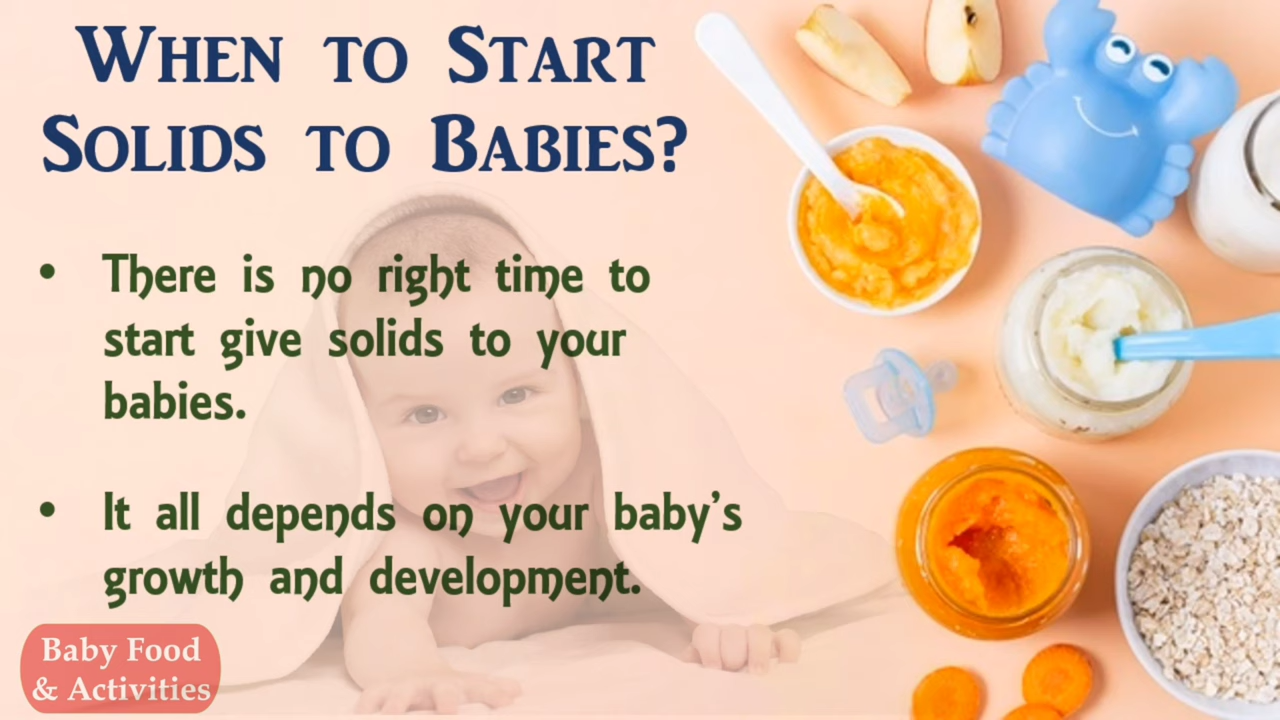 When to Start
Solids to Babies?
• There is no right time to
start give solids to your
babies.
• It all depends on your baby's
growth and development.
Baby Food
& Activities